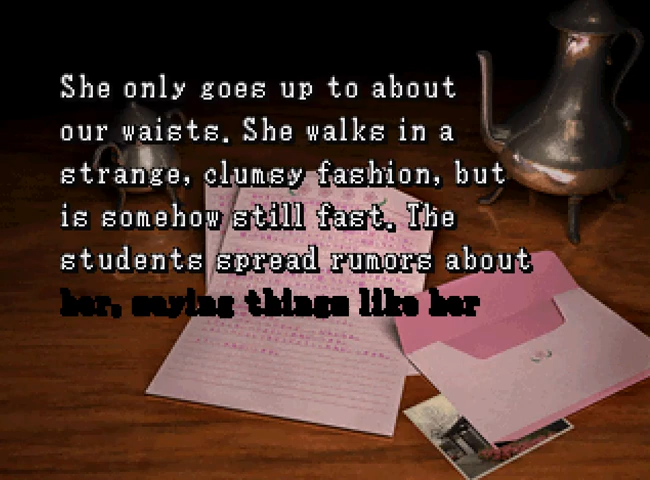 She only goes up to about
our waists. She walks in a
strange, clumsy fashion, but
is somehow still fast. The
students spread rumors about
her, saying things like her